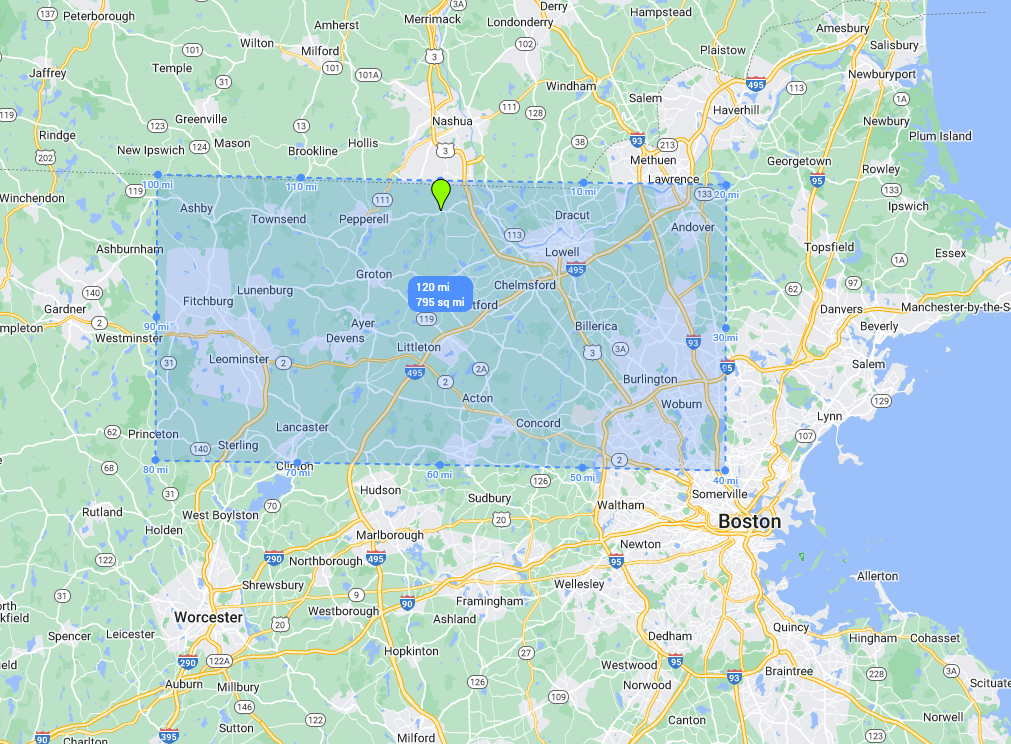 137
Peterborough
Amherst
Merrimack
3A
Derry
Londonderry
Hampstead
Amesbury
Salisbury
Wilton
Milford
101
101
102
3
Plaistow
Newburyport
Jaffrey
Temple
31
101A
Windham
495
113
1A
Salem
Haverhill
Newbury
119
123
Greenville
13
Nashua
111
128
Plum Island
Ridge
Rindge
202
New Ipswich
124
Mason
Brookline
Hollis
3
38
93
213
Methuen
Georgetown
Rowley
95
133
Ipswich
Winchendon
119
100 mi
110 mi
10 mi
Lawrence
133
20 mi
Ashby
Townsend
Pepperell
111
Dracut
113
Andover
Ashburnham
Lowell
Topsfield
Essex
1A
495
Groton
Chelmsford
120 mi
795 sq mi
tford
Gardner
140
Lunenburg
Fitchburg
62
97
Danvers
Manchester-by-the-S
Beverly
mpleton
2
Westminster
90 mi
Ayer
Devens
119
Billerica
30 mi
93
Littleton
3
3A
31
Leominster
2
495
2A
2
95
Salem
Burlington
Acton
Woburn
129
Lynn
Concord
107
62
Princeton
Lancaster
140
Sterling
68
80 mi
Clinton
70 mi
60 mi
50 mi
2
40 mi
126
31
Hudson
Sudbury
Somerville
Rutland
West Boylston
70
Waltham
20
Boston
Holden
Marlborough
122
290
Northborough
495
Newton
95
Shrewsbury
9
Wellesley
Allerton
31
Westborough
90
Framingham
Worcester
20
Ashland
Quincy
orth
kfield
Spencer
Leicester
Dedham
Hingham
Cohasset
290
122A
Hopkinton
27
Westwood
95
93
Braintree
228
3A
Scituate
Auburn
Millbury
126
Norwood
146
109
Norwell
122
Canton
Sutton
90
Charlton
395
Milford
123